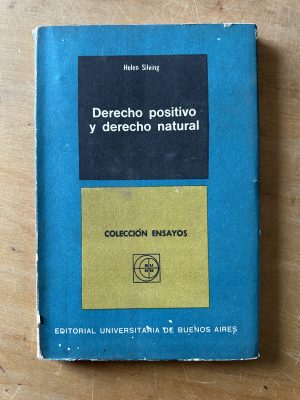 Helen Silving
Derecho positivo
y derecho natural
COLECCIÓN ENSAYOS
EDITORIAL UNIVERSITARIA DE BUENOS AIRES